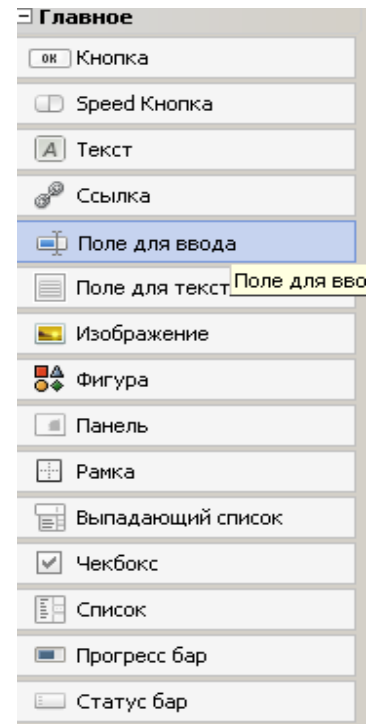 Главное
ок Кнопка
Speed Кнопка
A Текст
Ссылка
Поле для ввода
Поле для текст
Поле для вво
Изображение
Фигура
Панель
Рамка
Выпадающий список
Чекбокс
Список
Прогресс бар
Статус бар